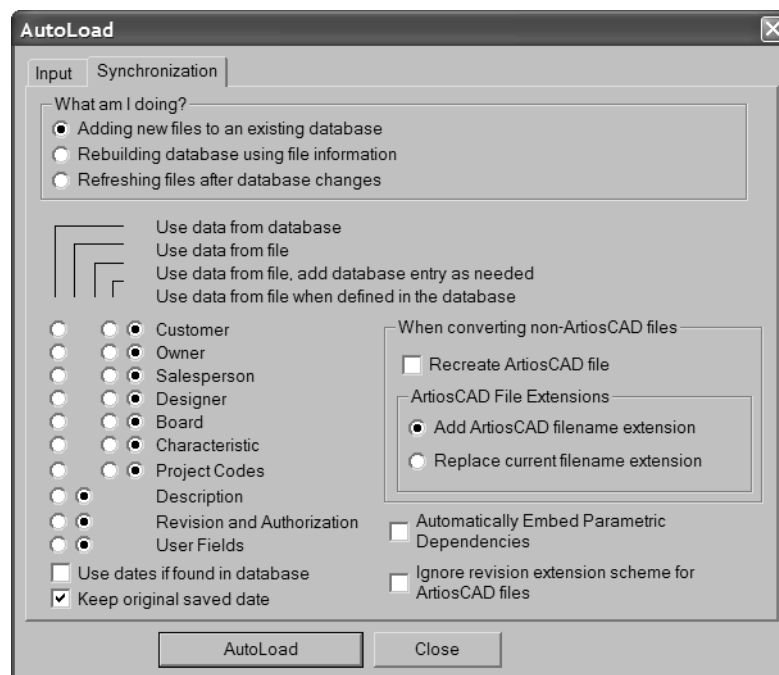 AutoLoad
Input Synchronization
What am I doing?
Adding new files to an existing database
Rebuilding database using file information
Refreshing files after database changes
Use data from database
Use data from file
Use data from file, add database entry as needed
Use data from file when defined in the database
Customer
Owner
Salesperson
Designer
Board
Characteristic
Project Codes
Description
Revision and Authorization
User Fields
Use dates if found in database
Keep original saved date
When converting non-ArtiosCAD files
Recreate ArtiosCAD file
ArtiosCAD File Extensions
Add ArtiosCAD filename extension
Replace current filename extension
Automatically Embed Parametric
Dependencies
Ignore revision extension scheme for
ArtiosCAD files
AutoLoad Close